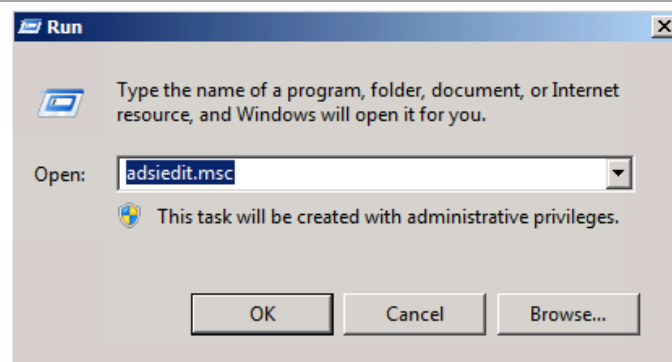 Run
Type the name of a program, folder, document, or Internet
resource, and Windows will open it for you.
Open: adsiedit.msc
This task will be created with administrative privileges.
OK Cancel Browse...